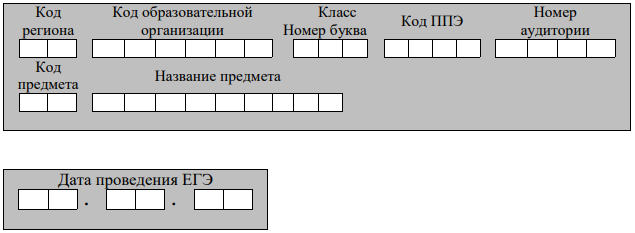 Код Код образовательной Класс Номер
региона организации Номер буква Код ППЭ аудитории
Код
предмета Название предмета
Дата проведения ЕГЭ
. .